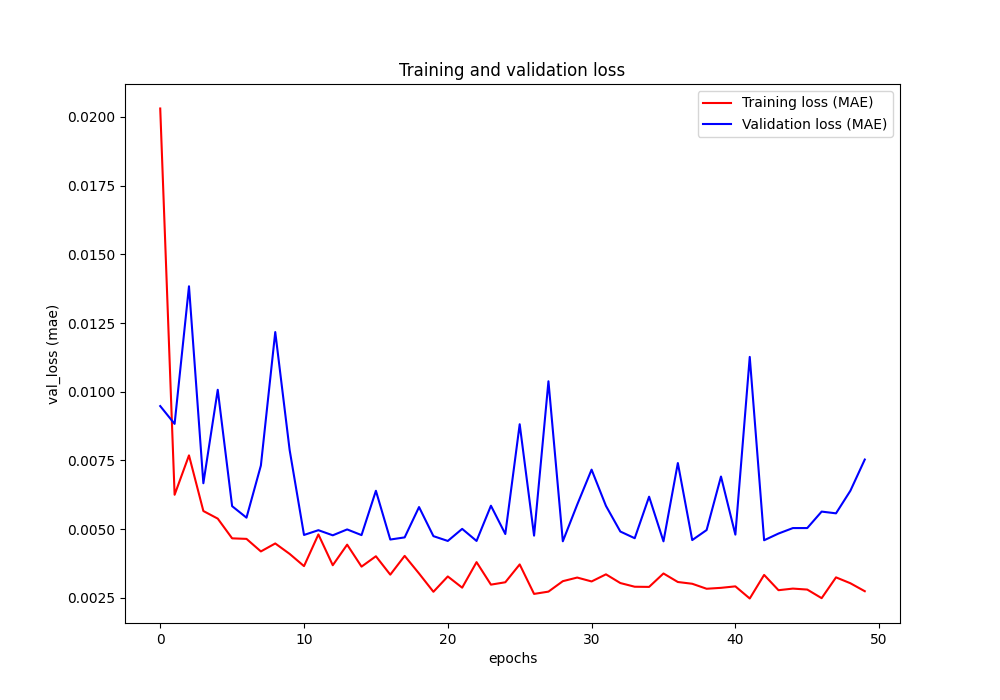 Training and validation loss
Training loss (MAE)
Validation loss (MAE)
val_loss (mae)
0.0200
0.0175
0.0150
0.0125
0.0100
0.0075
0.0050
0.0025
0
10
20
30
40
50
epochs